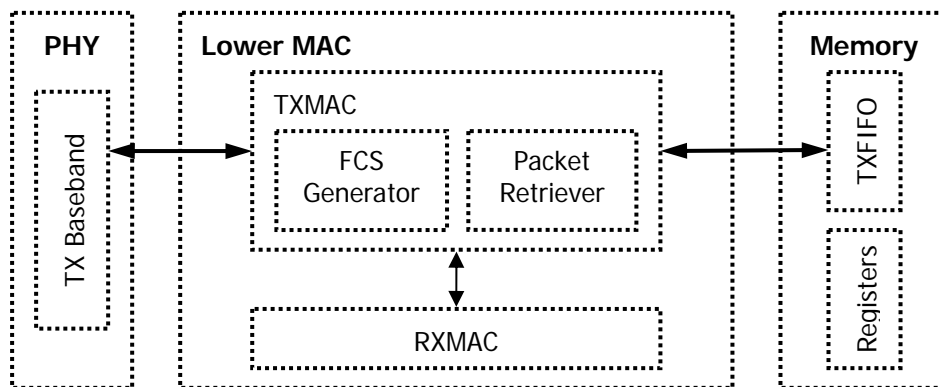 PHY
TX Baseband
Lower MAC
TXMAC
FCS
Generator
Packet
Retriever
RXMAC
Memory
TXFIFO
Registers